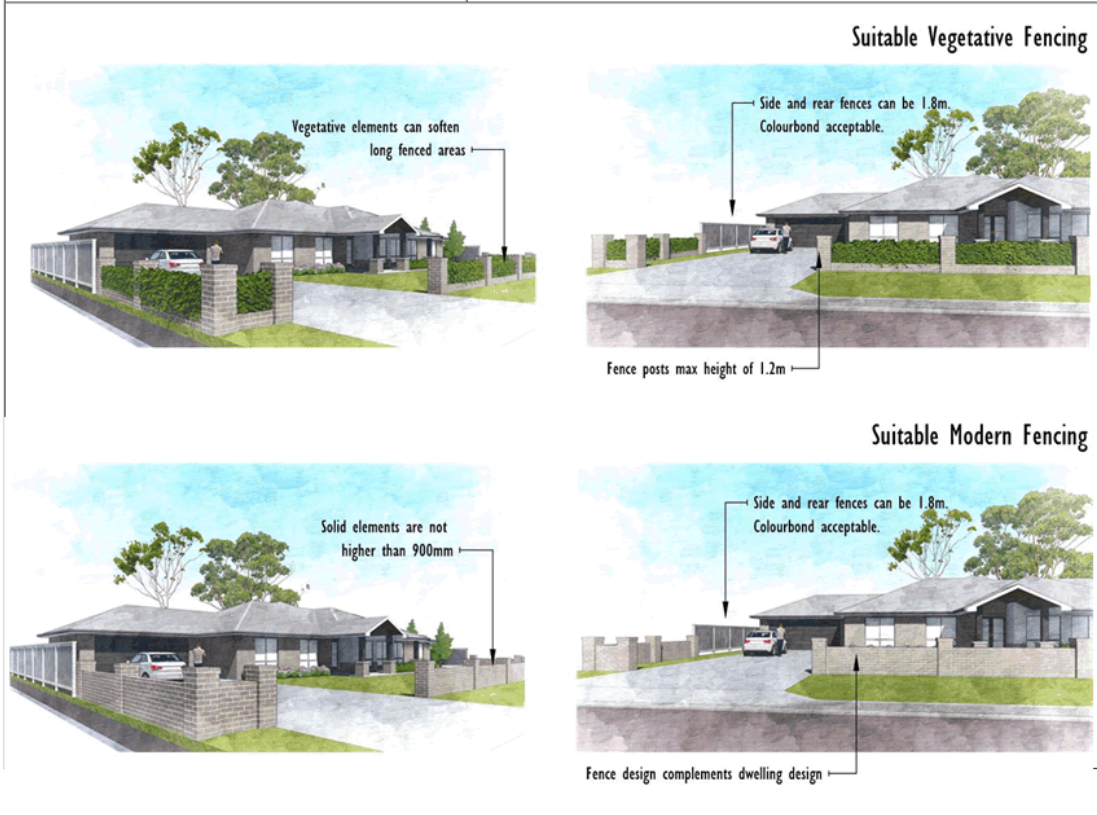 Suitable Vegetative Fencing
Vegetative elements can soften
long fenced areas
Side and rear fences can be 1.8m.
Colourbond acceptable.
Fence posts max height of 1.2m
Suitable Modern Fencing
Solid elements are not
higher than 900mm
Side and rear fences can be 1.8m.
Colourbond acceptable.
Fence design complements dwelling design